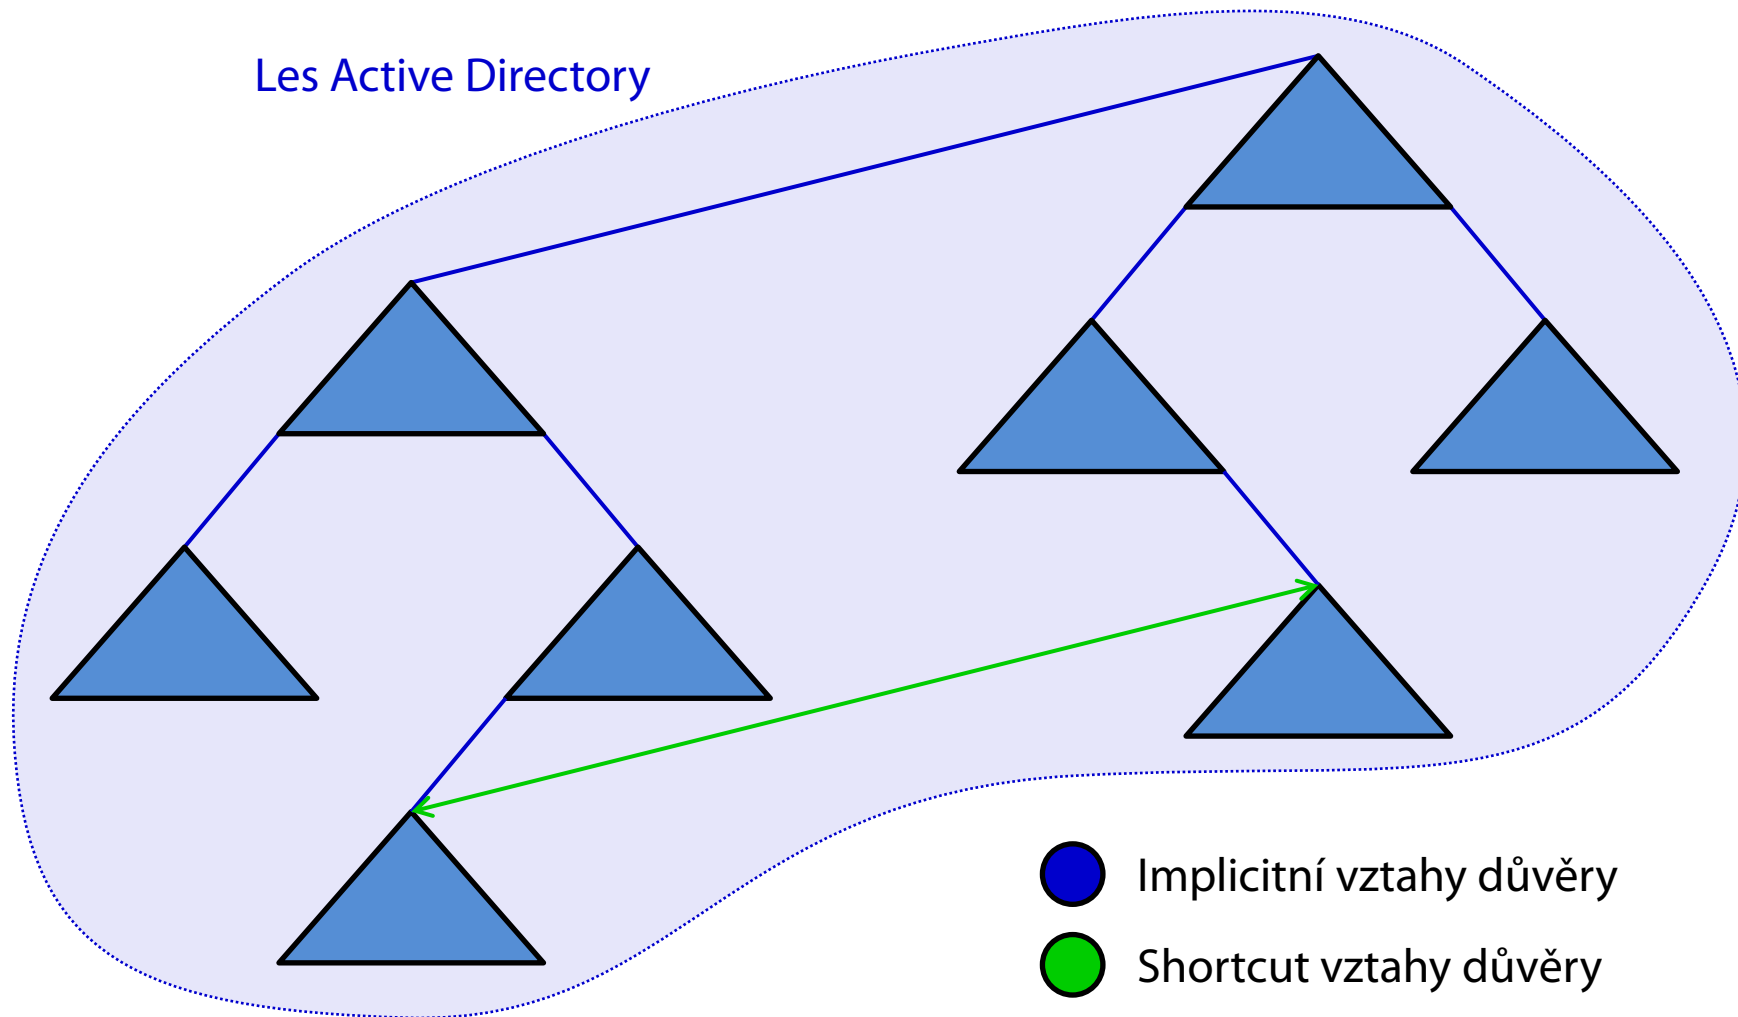 Les Active Directory
Implicitní vztahy důvěry
Shortcut vztahy důvěry